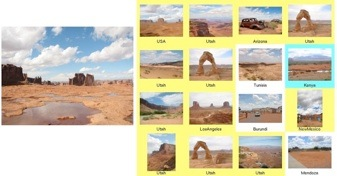 USA Utah Arizona Utah
Utah Utah Tunisia Kenya
Utah LosAngeles Burundi NewMexico
Utah Utah Utah Mendoza